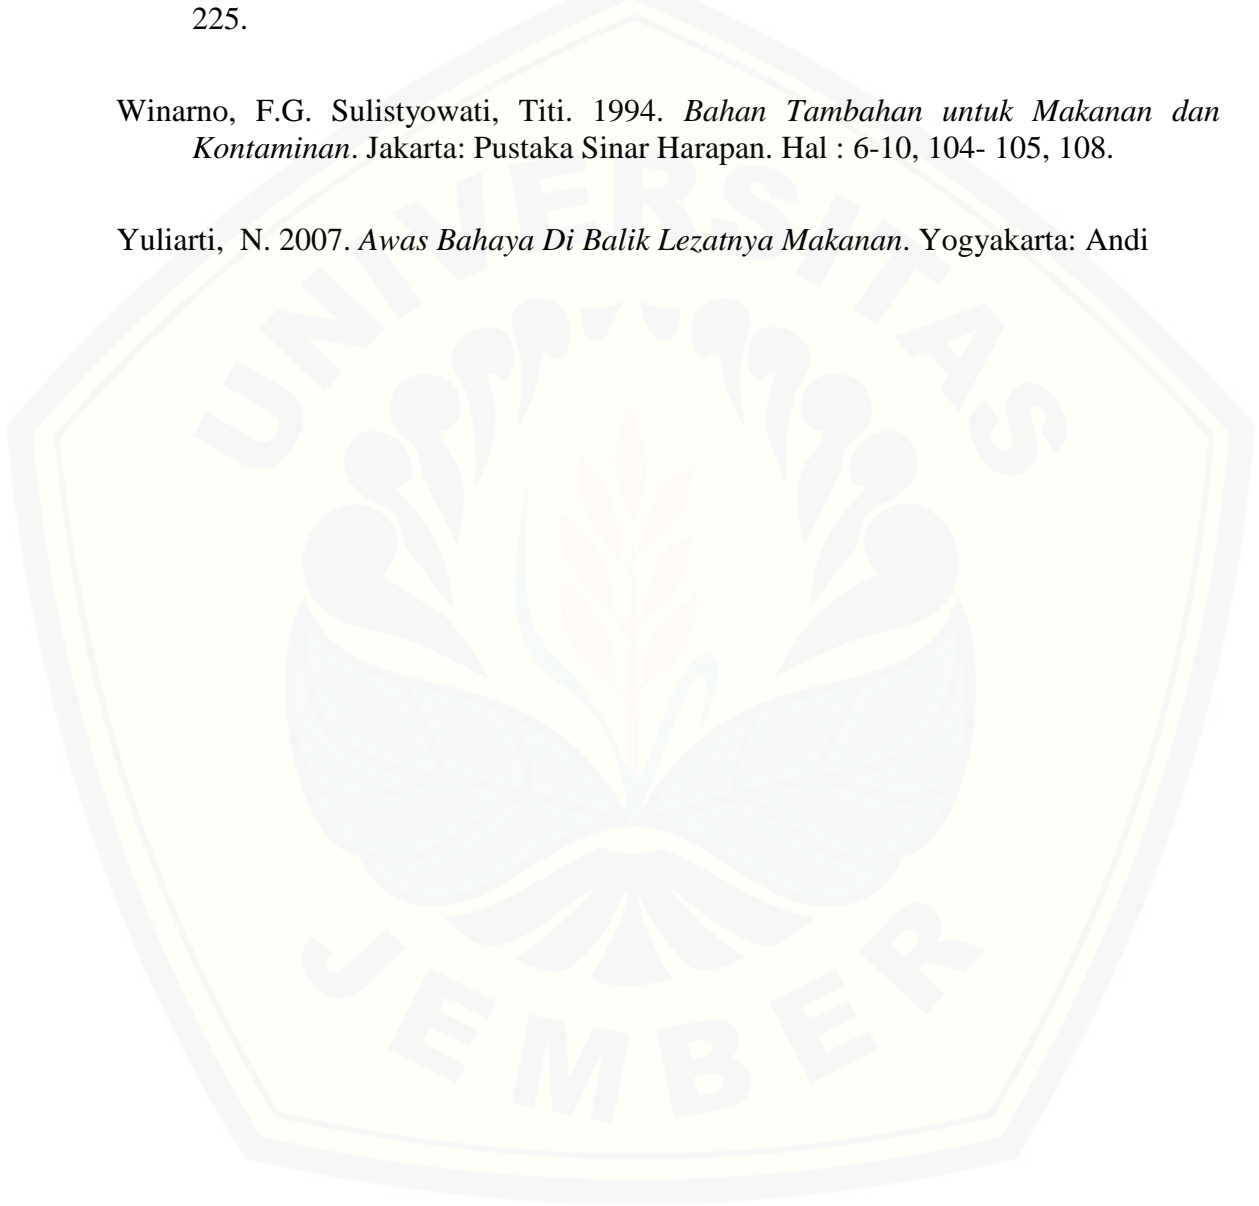 225.
Winarno, F.G. Sulistyowati, Titi. 1994. Bahan Tambahan untuk Makanan dan
Kontaminan. Jakarta: Pustaka Sinar Harapan. Hal : 6-10, 104- 105, 108.
Yuliarti, N. 2007. Awas Bahaya Di Balik Lezatnya Makanan. Yogyakarta: Andi
UNIVERSITAS
JEMBER